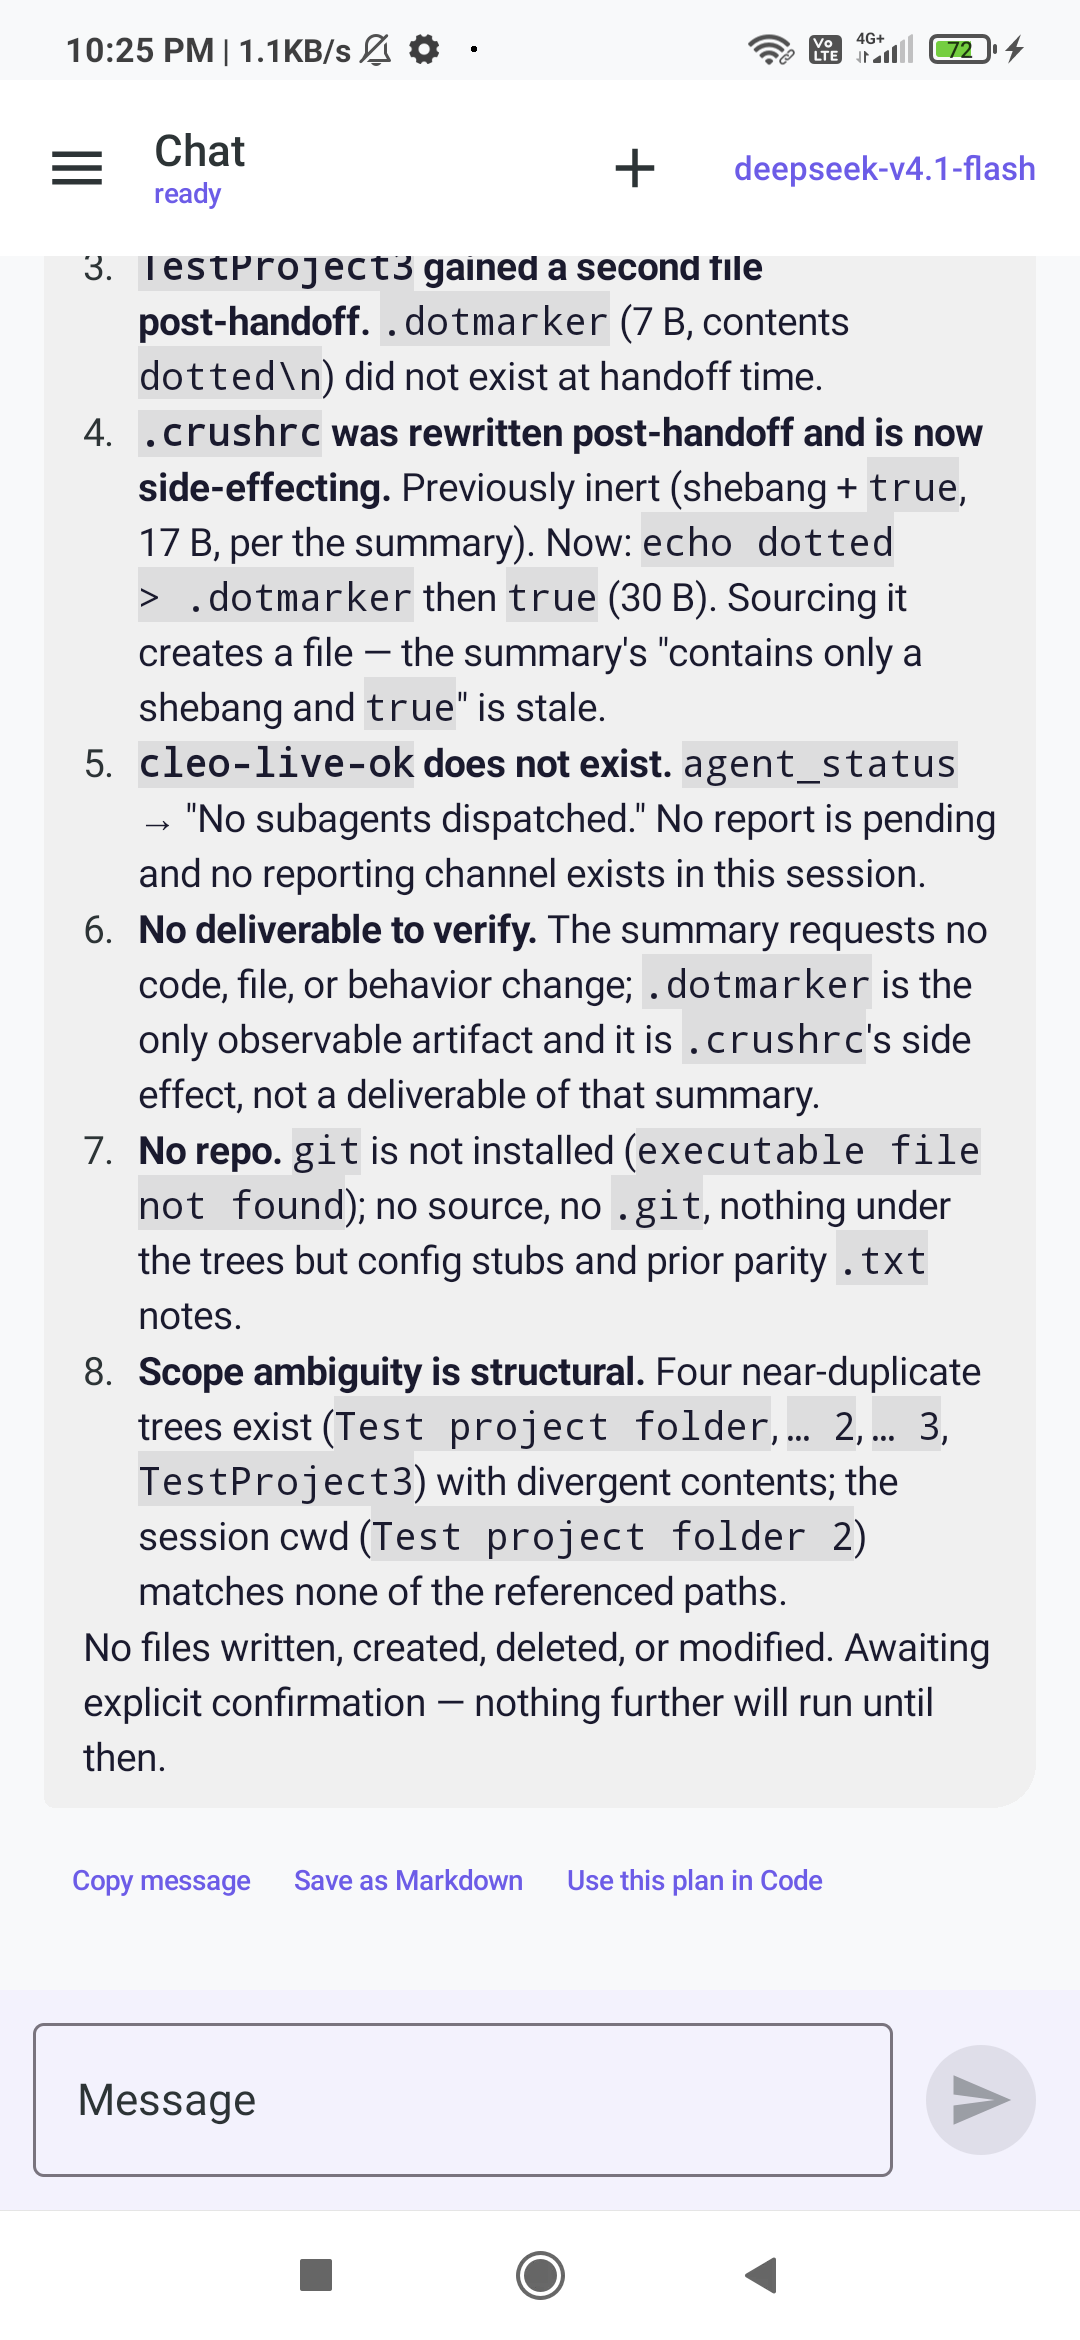 10:25 PM | 1.1KB/s
Vo LTE 4G+ 72
Chat
ready
+
deepseek-v4.1-flash
3. TestProject3 gained a second file
post-handoff. .dotmarker (7 B, contents
dotted\n) did not exist at handoff time.
4. .crushrc was rewritten post-handoff and is now
side-effecting. Previously inert (shebang + true,
17 B, per the summary). Now: echo dotted
> .dotmarker then true (30 B). Sourcing it
creates a file — the summary's "contains only a
shebang and true" is stale.
5. cleo-live-ok does not exist. agent_status
→ "No subagents dispatched." No report is pending
and no reporting channel exists in this session.
6. No deliverable to verify. The summary requests no
code, file, or behavior change; .dotmarker is the
only observable artifact and it is .crushrc's side
effect, not a deliverable of that summary.
7. No repo. git is not installed (executable file
not found); no source, no .git, nothing under
the trees but config stubs and prior parity .txt
notes.
8. Scope ambiguity is structural. Four near-duplicate
trees exist (Test project folder, … 2, … 3,
TestProject3) with divergent contents; the
session cwd (Test project folder 2)
matches none of the referenced paths.
No files written, created, deleted, or modified. Awaiting
explicit confirmation — nothing further will run until
then.
Copy message Save as Markdown Use this plan in Code
Message